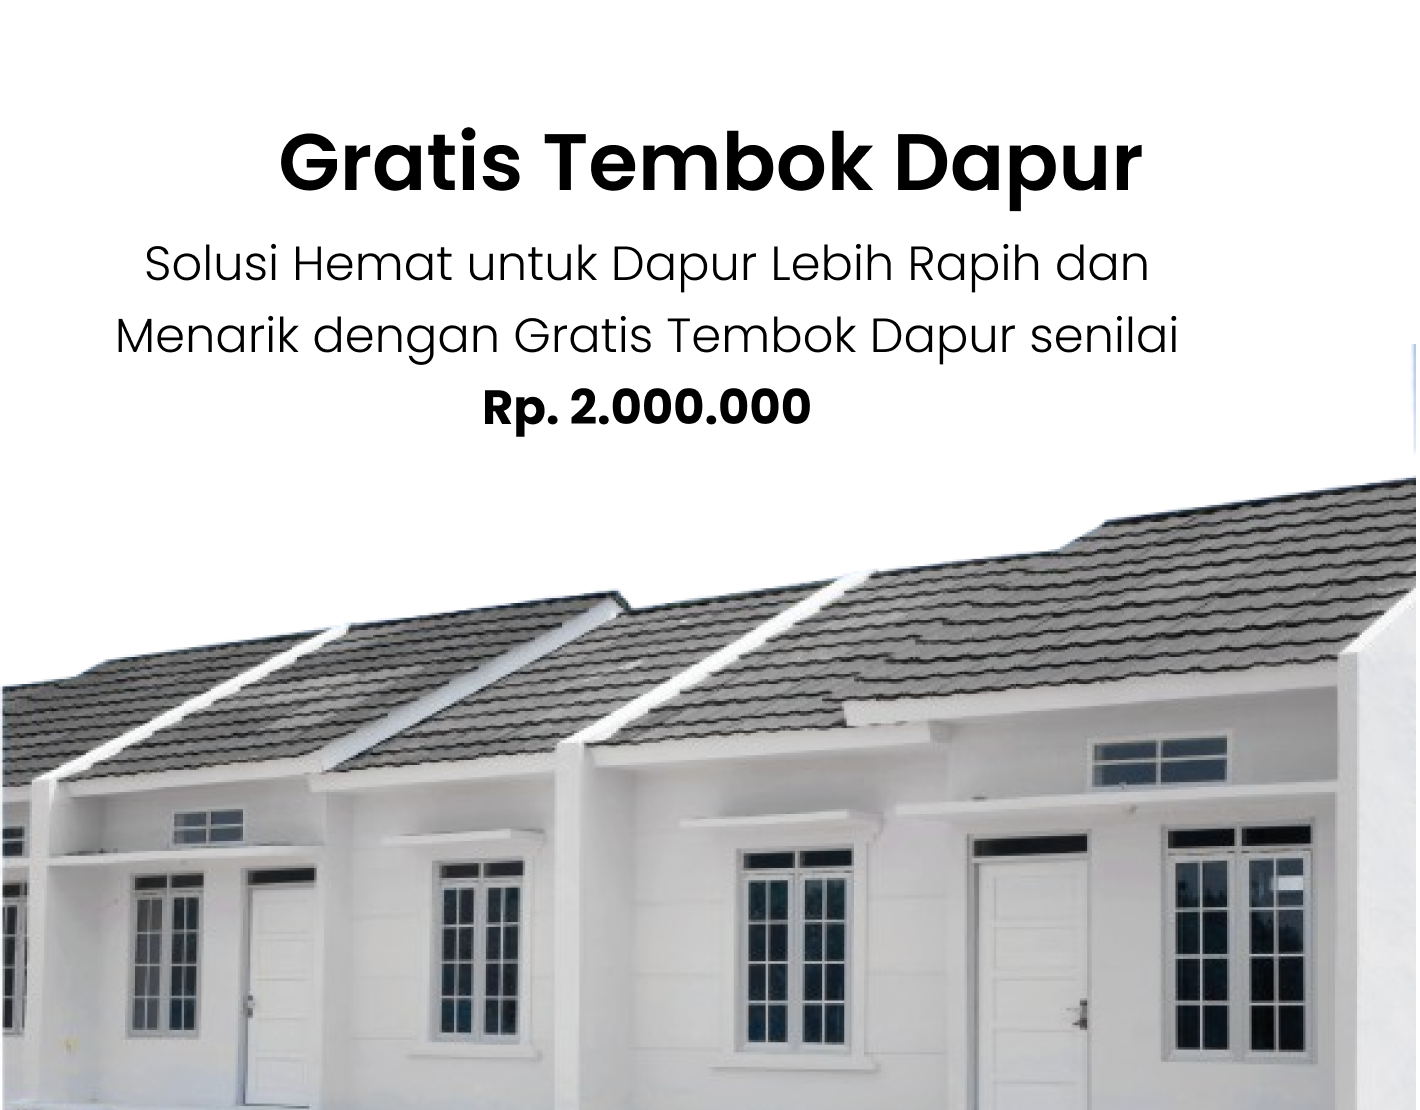 Gratis Tembok Dapur
Solusi Hemat untuk Dapur Lebih Rapih dan
Menarik dengan Gratis Tembok Dapur senilai
Rp. 2.000.000